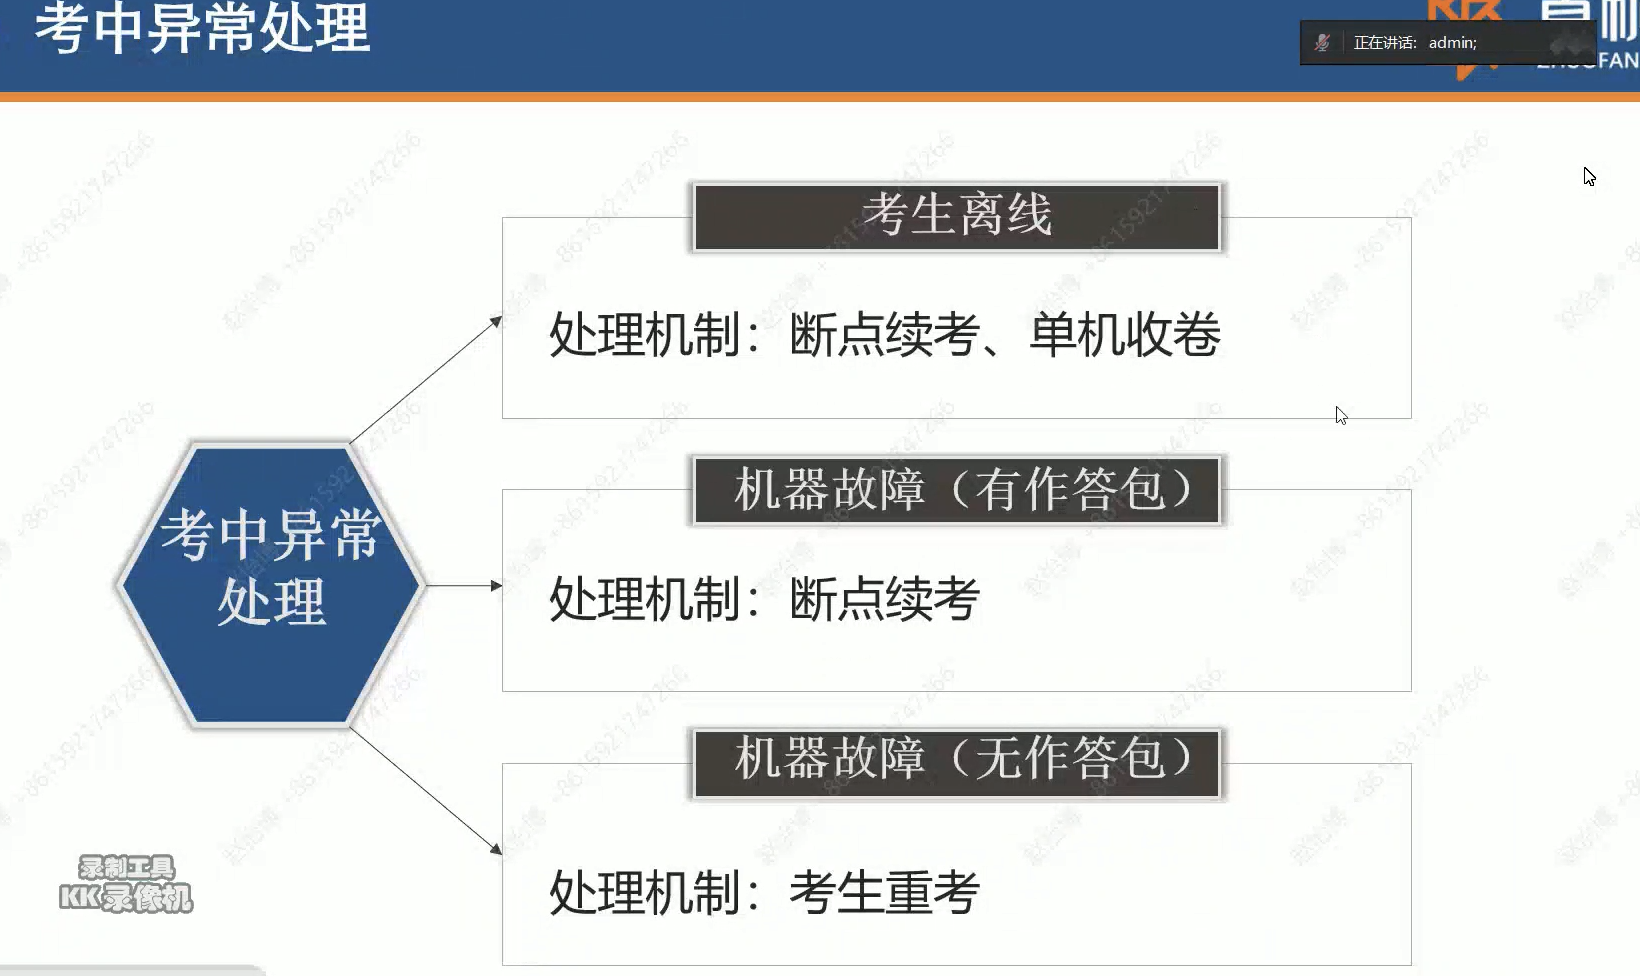 考中异常处理
正在讲话: admin;
考生离线
处理机制：断点续考、单机收卷
考中异常
处理
机器故障（有作答包）
处理机制：断点续考
机器故障（无作答包）
处理机制：考生重考
录制工具
KK录像机